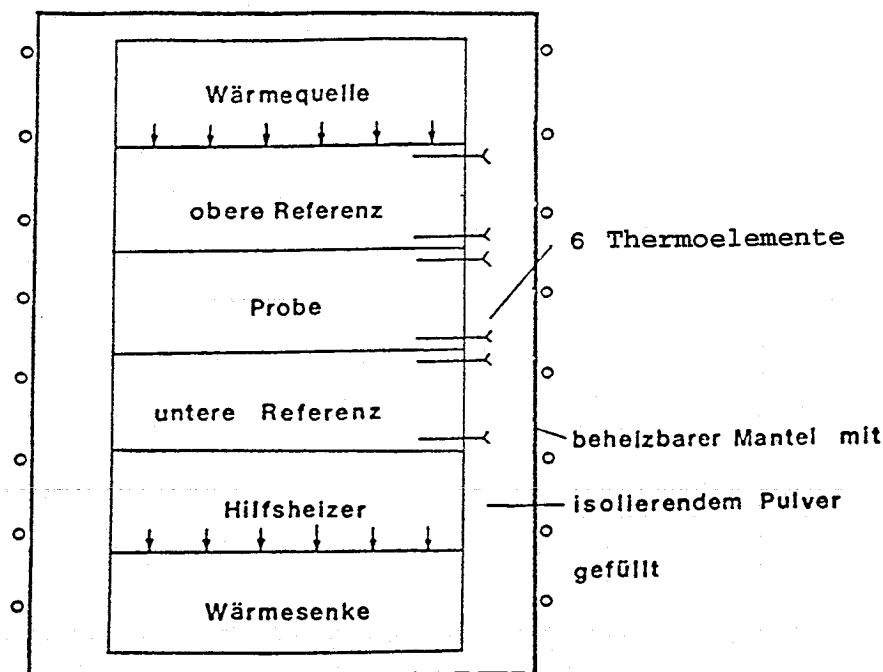 Wärmequelle
obere Referenz
6 Thermoelemente
Probe
untere Referenz
beheizbarer Mantel mit
isolierendem Pulver
gefüllt
Hilfsheizer
Wärmesenke